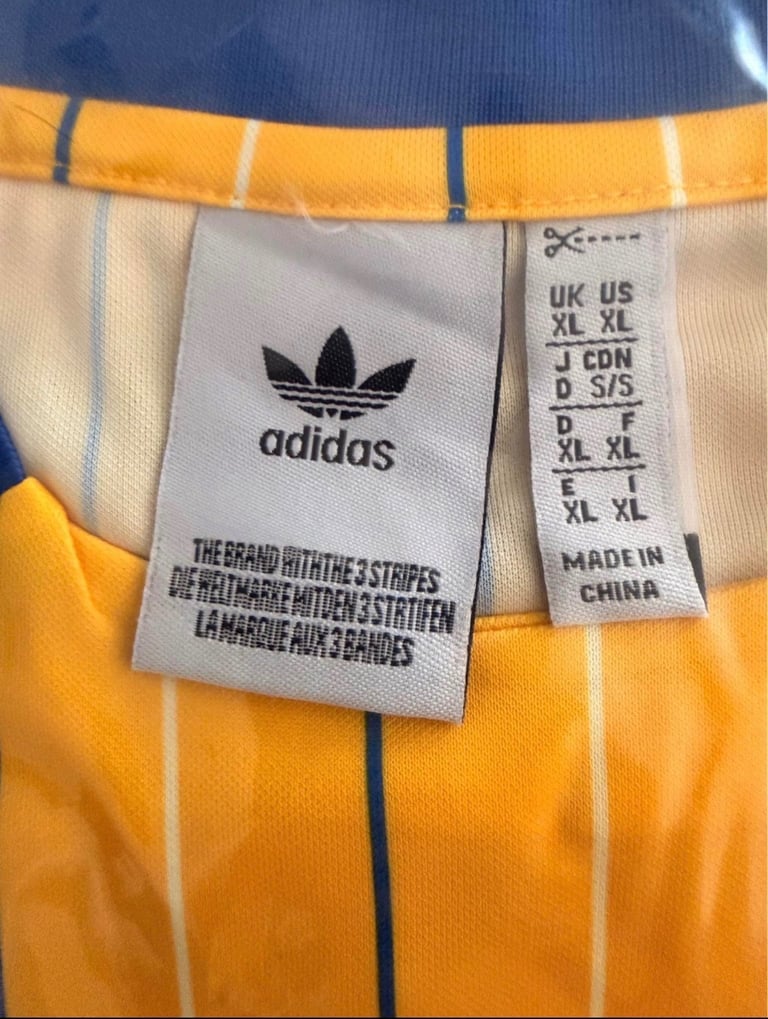 adidas
THE BRAND WITH THE 3 STRIPES
DIE WELTMARKE MIT DEN 3 STRTIFEN
LA MARQUE AUX 3 BANDES
UK US
XL XL
J CDN
D S/S
D F
XL XL
E I
XL XL
MADE IN
CHINA